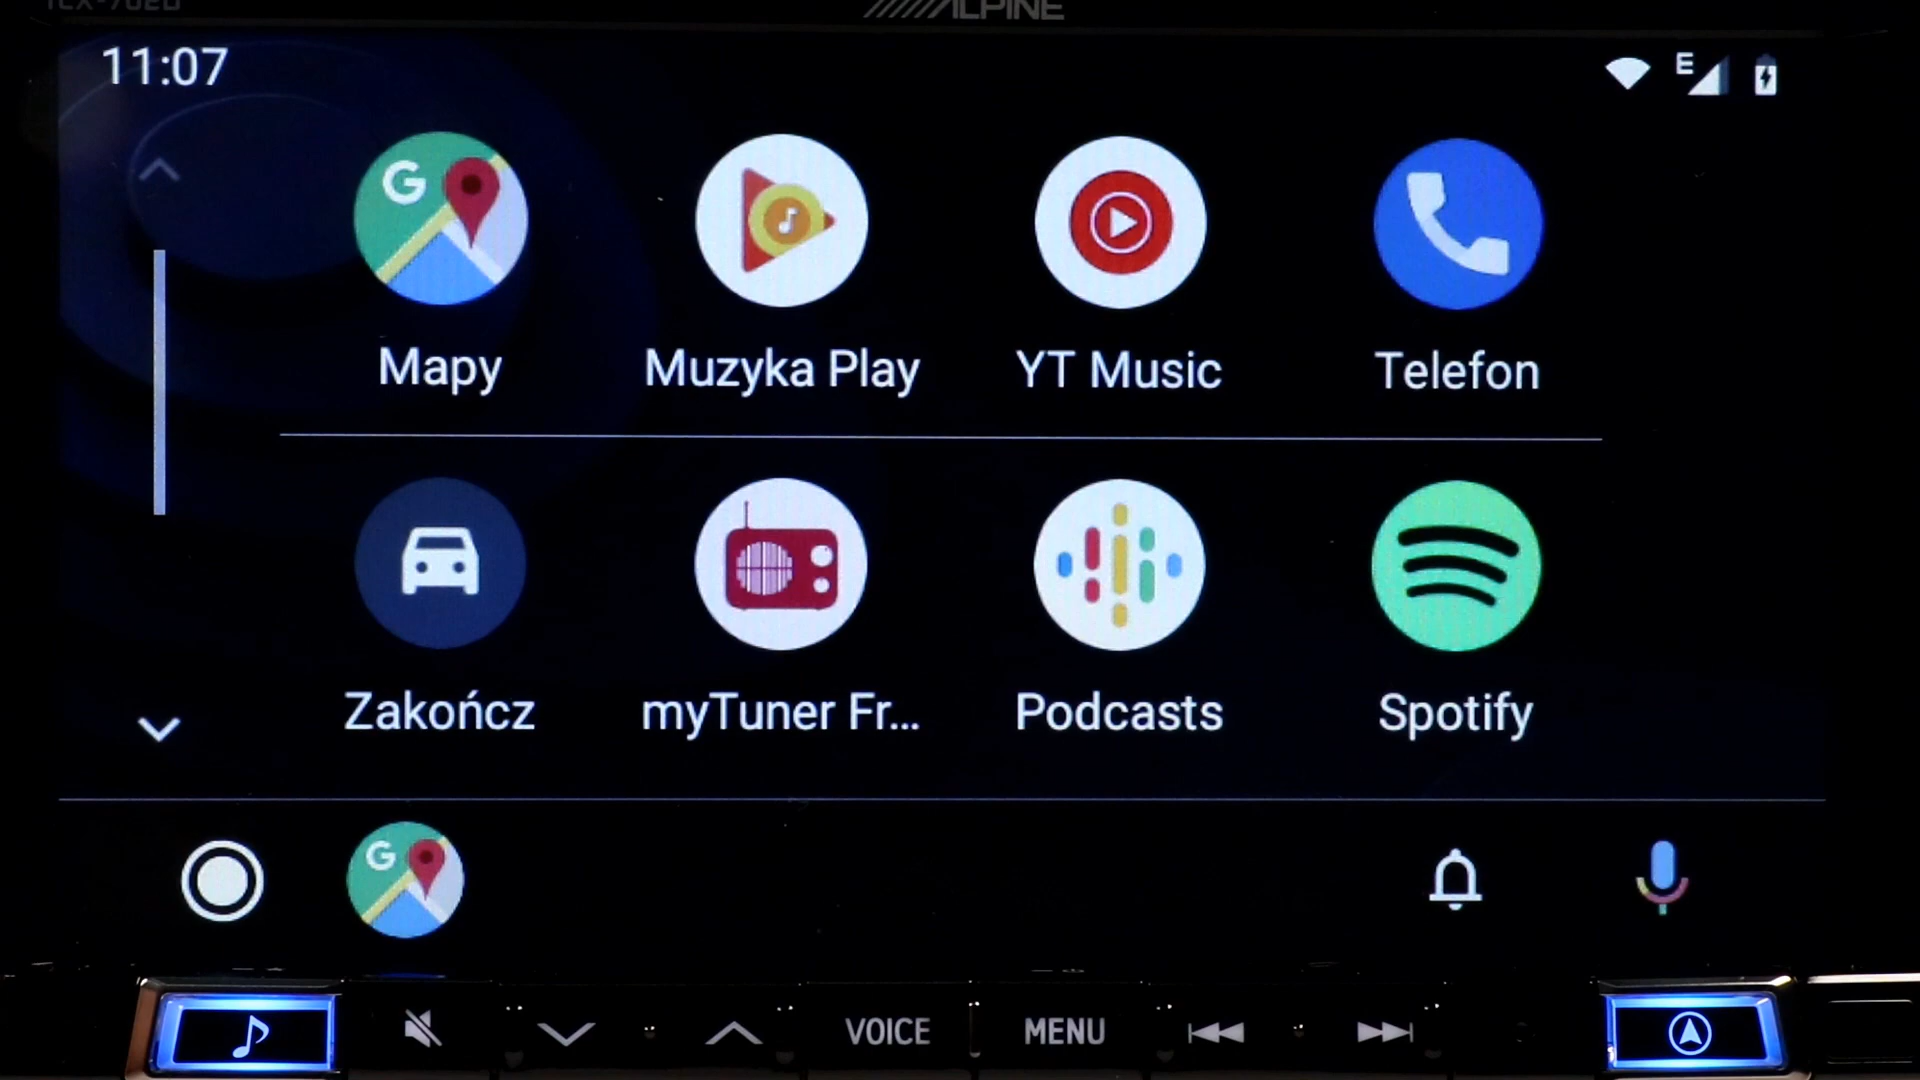 ALPINE
11:07
E
G
Mapy
Muzyka Play
YT Music
Telefon
Zakończ
myTuner Fr...
Podcasts
Spotify
G
VOICE
MENU